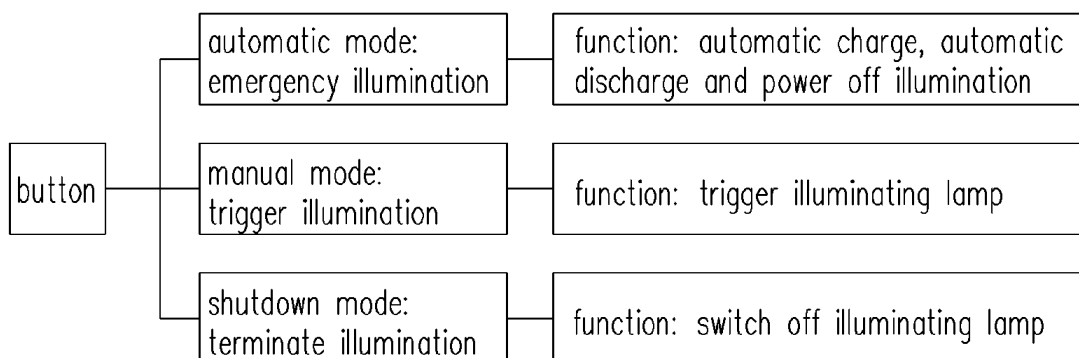 button
automatic mode:
emergency illumination
function: automatic charge, automatic
discharge and power off illumination
manual mode:
trigger illumination
function: trigger illuminating lamp
shutdown mode:
terminate illumination
function: switch off illuminating lamp